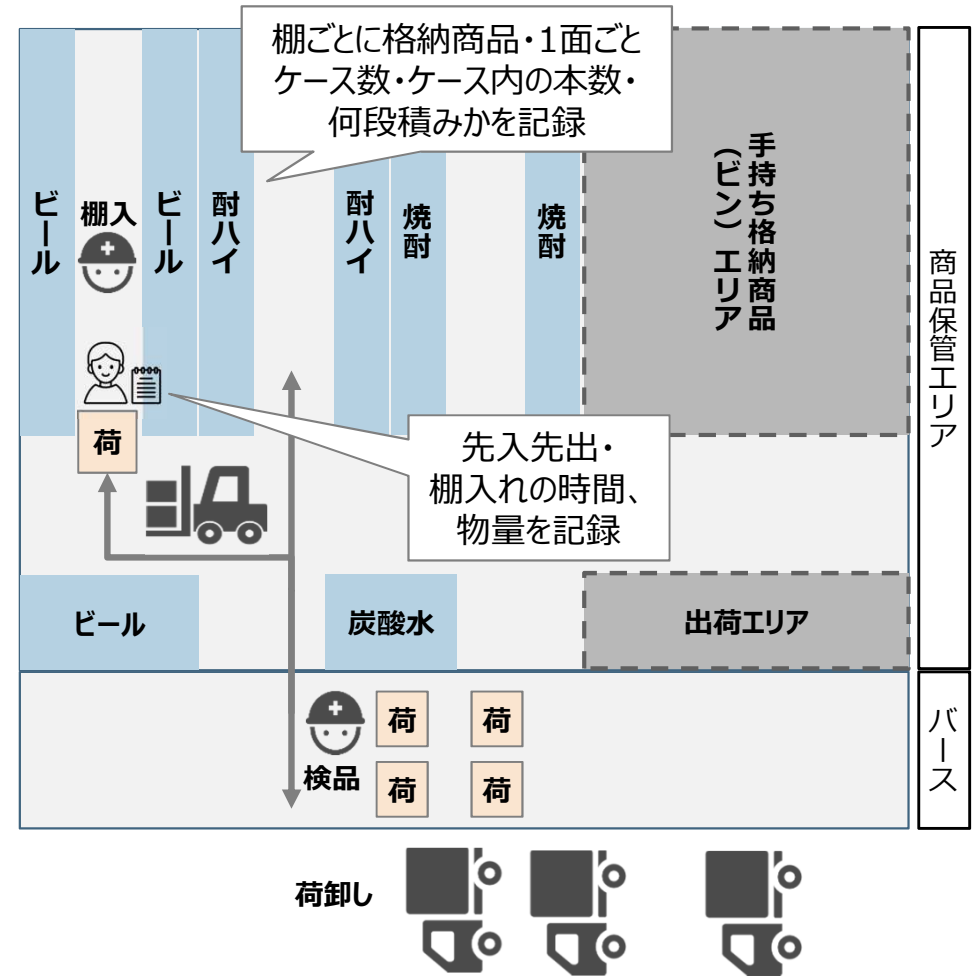 棚ごとに格納商品・1面ごと
ケース数・ケース内の本数・
何段積みかを記録
ビール
棚入
ビール
酎ハイ
酎ハイ
焼酎
焼酎
手持ち格納商品
（ビン）エリア
商品保管エリア
荷
先入先出・
棚入れの時間、
物量を記録
ビール
炭酸水
出荷エリア
荷
荷
検品
荷
荷
バース
荷卸し